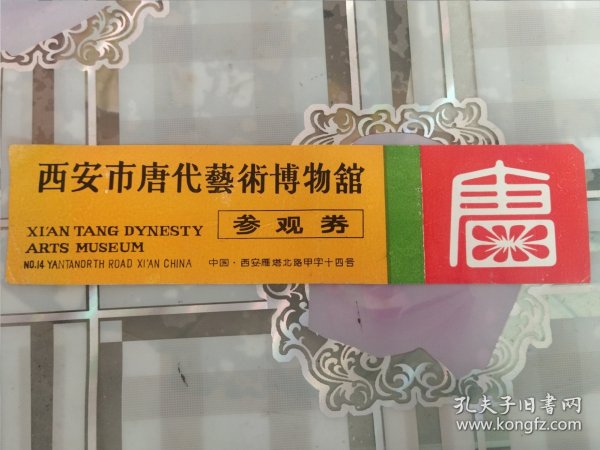 西安市唐代藝術博物舘
XI'AN TANG DYNESTY
ARTS MUSEUM
参观券
NO.14 YANTANORTH ROAD XI'AN CHINA
中国·西安雁塔北路甲字十四号
唐
孔夫子旧书网
www.kongfz.com